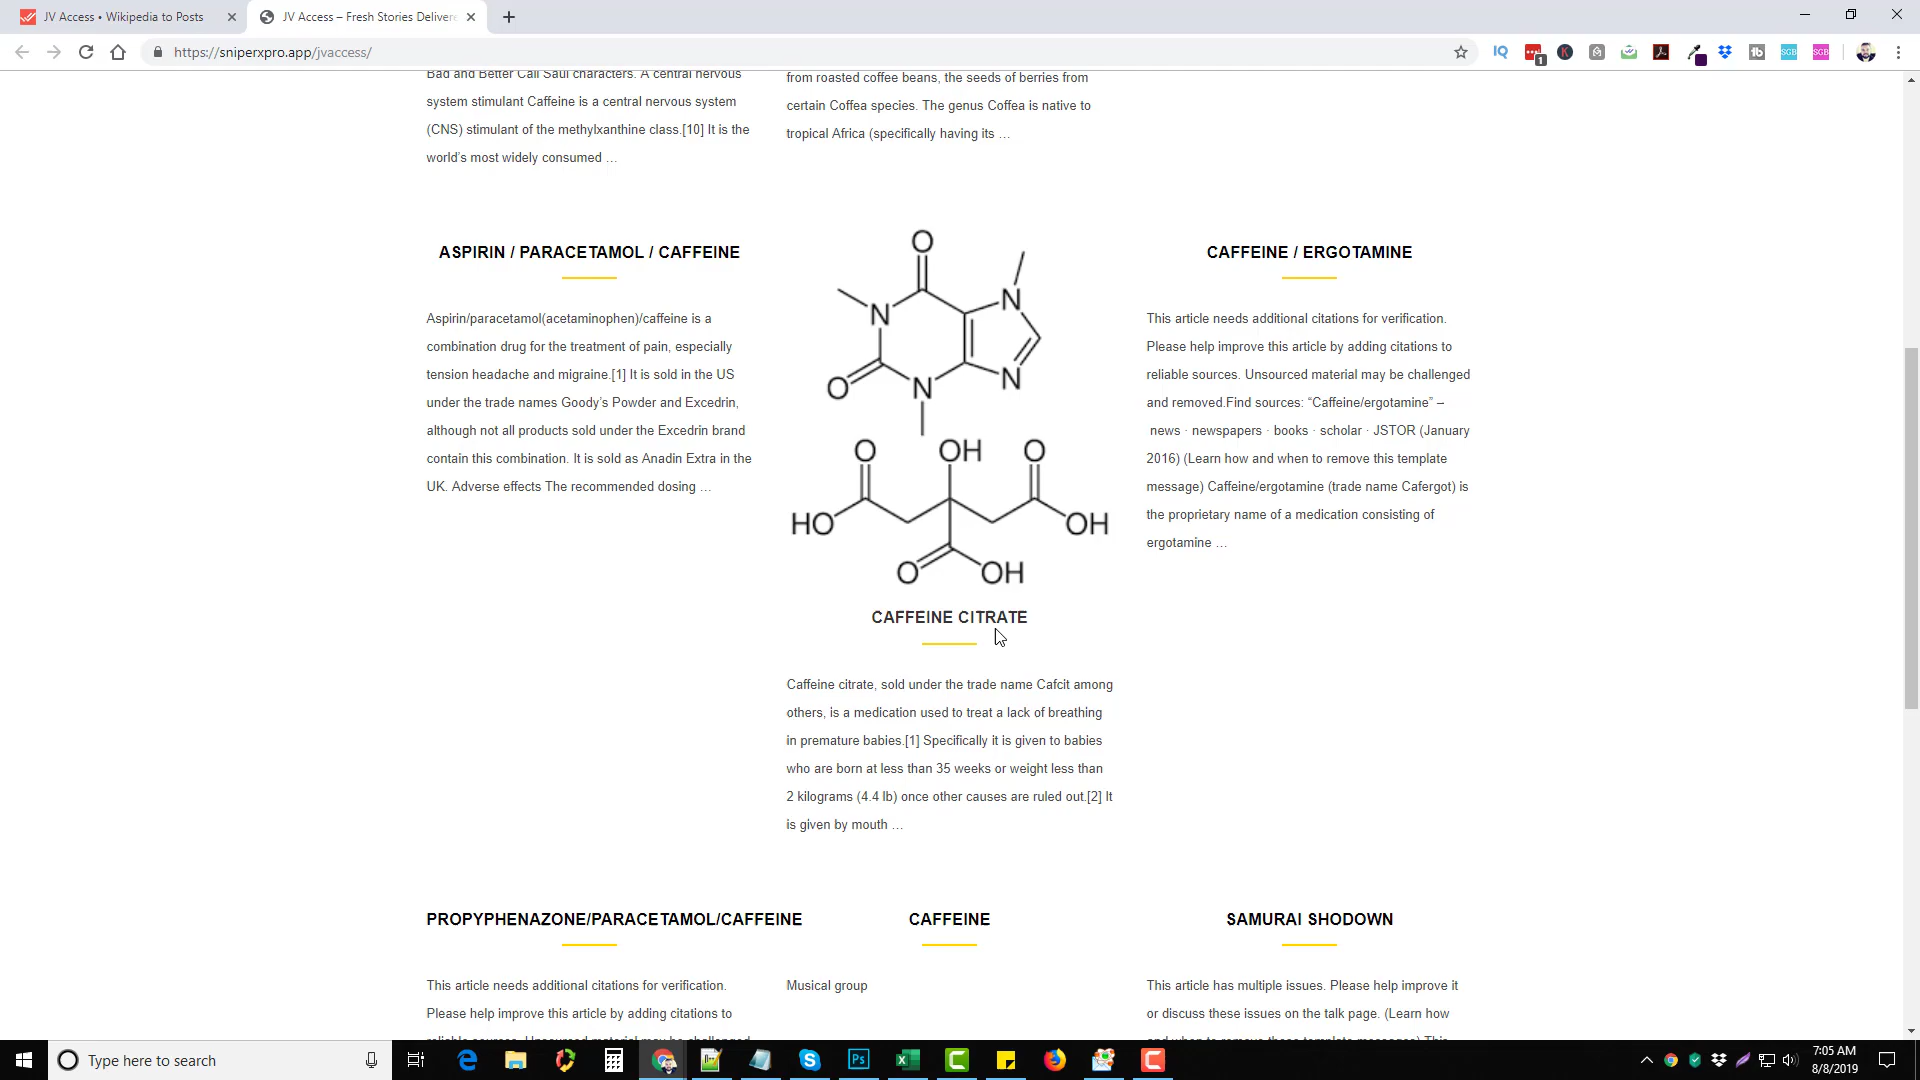 JV Access • Wikipedia to Posts
JV Access – Fresh Stories Delivere
https://sniperxpro.app/jvaccess/
Bad and Better Call Saul characters. A central nervous
system stimulant Caffeine is a central nervous system
(CNS) stimulant of the methylxanthine class.[10] It is the
world's most widely consumed …
from roasted coffee beans, the seeds of berries from
certain Coffea species. The genus Coffea is native to
tropical Africa (specifically having its …
ASPIRIN / PARACETAMOL / CAFFEINE
Aspirin/paracetamol(acetaminophen)/caffeine is a
combination drug for the treatment of pain, especially
tension headache and migraine.[1] It is sold in the US
under the trade names Goody's Powder and Excedrin,
although not all products sold under the Excedrin brand
contain this combination. It is sold as Anadin Extra in the
UK. Adverse effects The recommended dosing …
O
N
N
O
N
N
O
OH
O
HO
OH
O
OH
CAFFEINE CITRATE
Caffeine citrate, sold under the trade name Cafcit among
others, is a medication used to treat a lack of breathing
in premature babies.[1] Specifically it is given to babies
who are born at less than 35 weeks or weight less than
2 kilograms (4.4 lb) once other causes are ruled out.[2] It
is given by mouth …
CAFFEINE / ERGOTAMINE
This article needs additional citations for verification.
Please help improve this article by adding citations to
reliable sources. Unsourced material may be challenged
and removed.Find sources: “Caffeine/ergotamine” –
news · newspapers · books · scholar · JSTOR (January
2016) (Learn how and when to remove this template
message) Caffeine/ergotamine (trade name Cafergot) is
the proprietary name of a medication consisting of
ergotamine …
PROPYPHENAZONE/PARACETAMOL/CAFFEINE
This article needs additional citations for verification.
Please help improve this article by adding citations to
reliable sources. Unsourced material may be challenged
CAFFEINE
Musical group
SAMURAI SHODOWN
This article has multiple issues. Please help improve it
or discuss these issues on the talk page. (Learn how
and when to remove these template messages) This
Type here to search
7:05 AM
8/8/2019